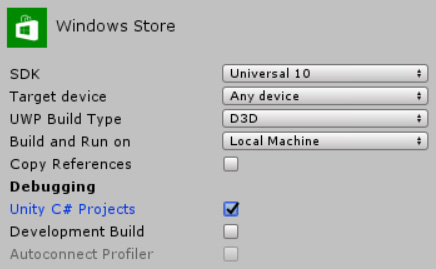 Windows Store
SDK Universal 10
Target device Any device
UWP Build Type D3D
Build and Run on Local Machine
Copy References
Debugging
Unity C# Projects
Development Build
Autoconnect Profiler